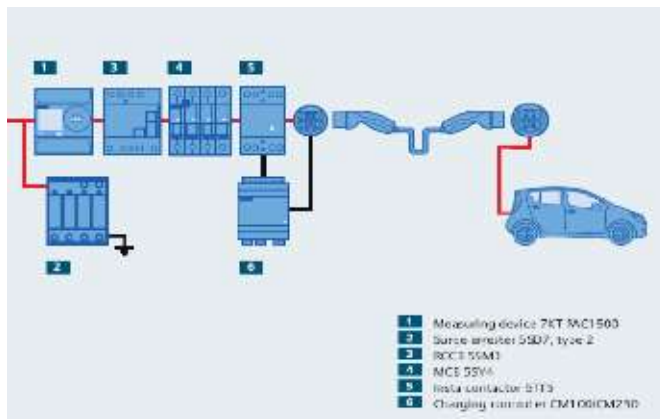 1 3 4 5
2 6
1 Measuring device 7KT PAC1500
2 Surge arrester 5SD7, type 2
3 RCCB 5SM3
4 MCB 5SY4
5 Insta contactor 5TT5
6 Charging controller CM100/CM230